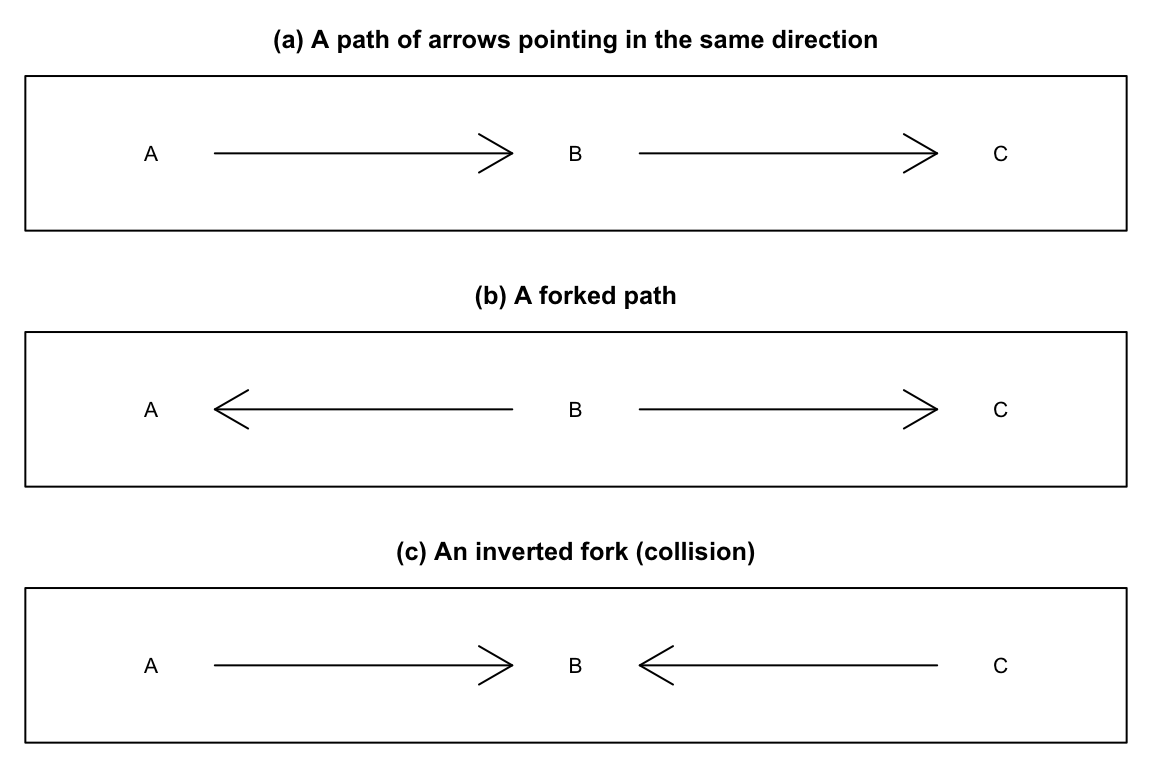 (a) A path of arrows pointing in the same direction
A B C
(b) A forked path
A B C
(c) An inverted fork (collision)
A B C